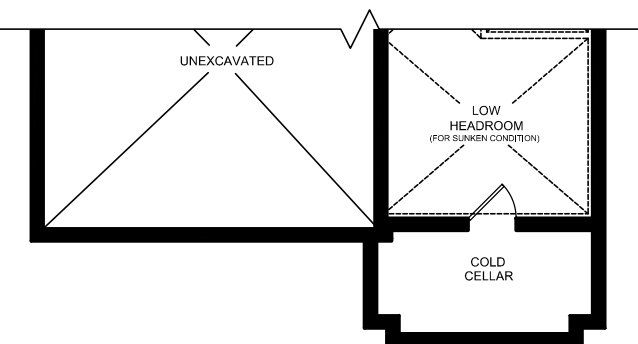 UNEXCAVATED
LOW
HEADROOM
(FOR SUNKEN CONDITION)
COLD
CELLAR